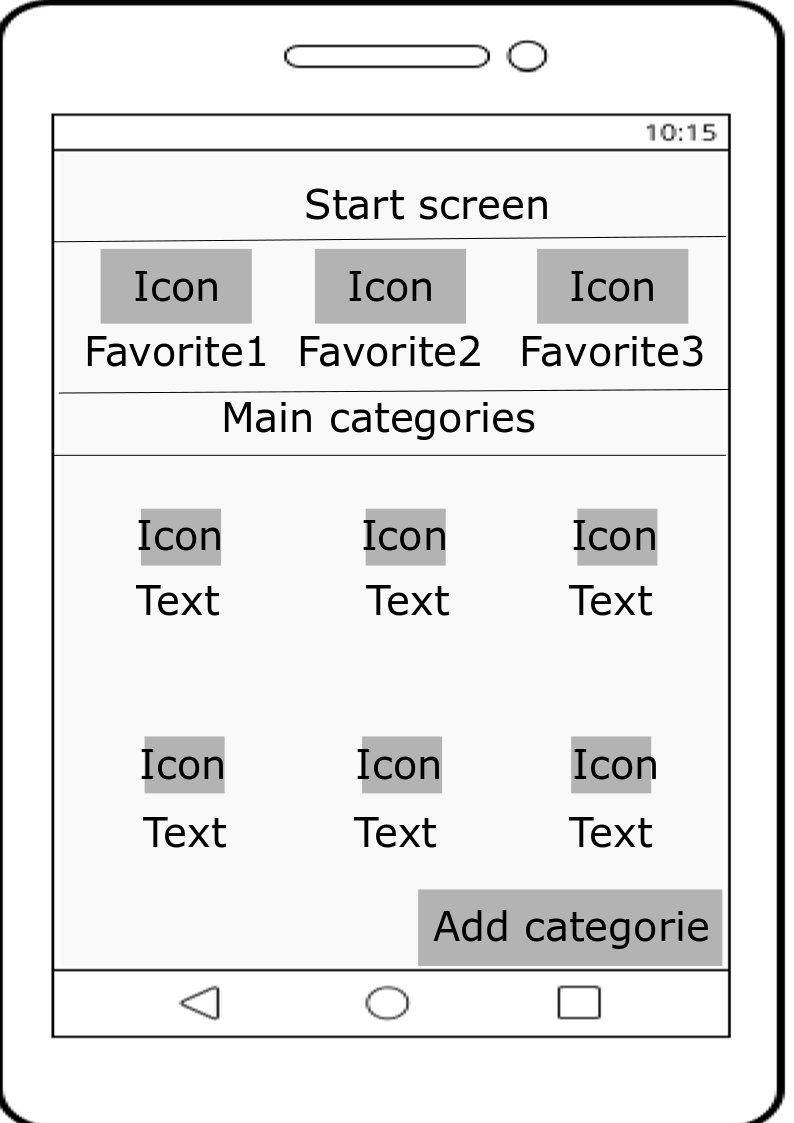 10:15
Start screen
Icon Icon Icon
Favorite1 Favorite2 Favorite3
Main categories
Icon Icon Icon
Text Text Text
Icon Icon Icon
Text Text Text
Add categorie